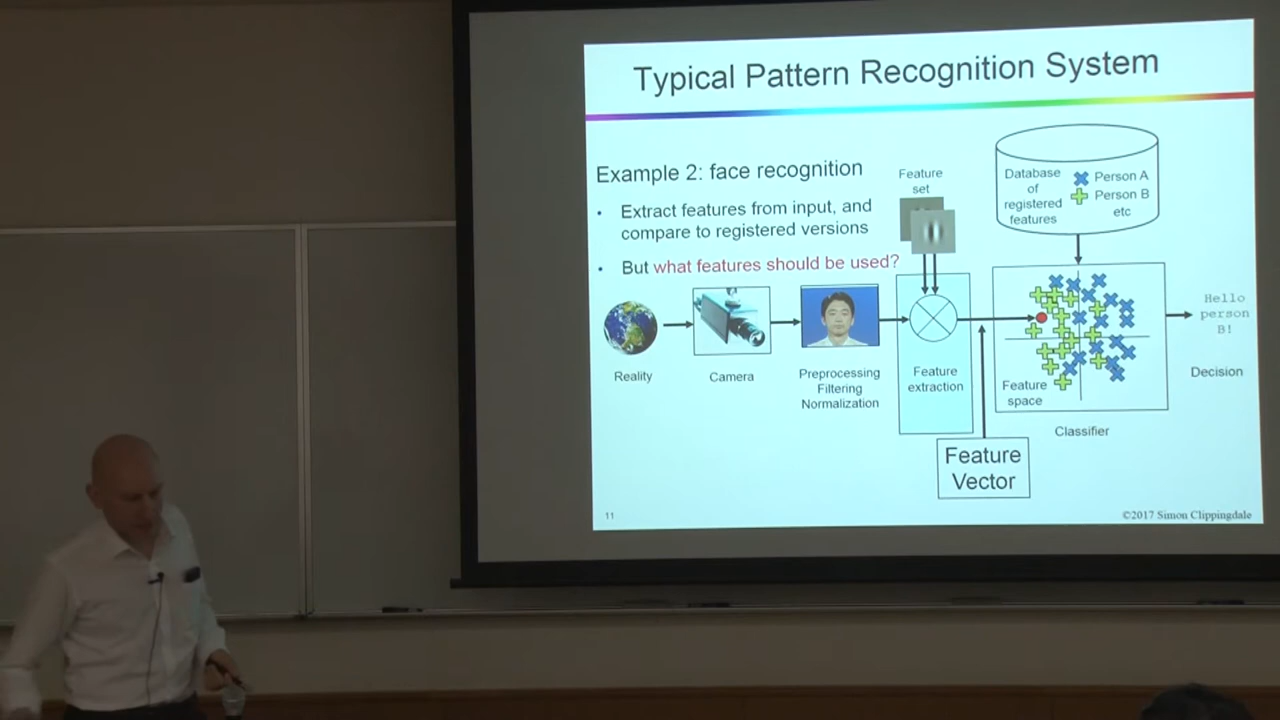 Typical Pattern Recognition System
Example 2: face recognition
• Extract features from input, and
compare to registered versions
• But what features should be used?
Feature
set
Database
of
registered
features
Person A
Person B
etc
Reality
Camera
Preprocessing
Filtering
Normalization
Feature
extraction
Feature
space
Classifier
Hello
person
B!
Decision
Feature
Vector
11
©2017 Simon Clippingdale